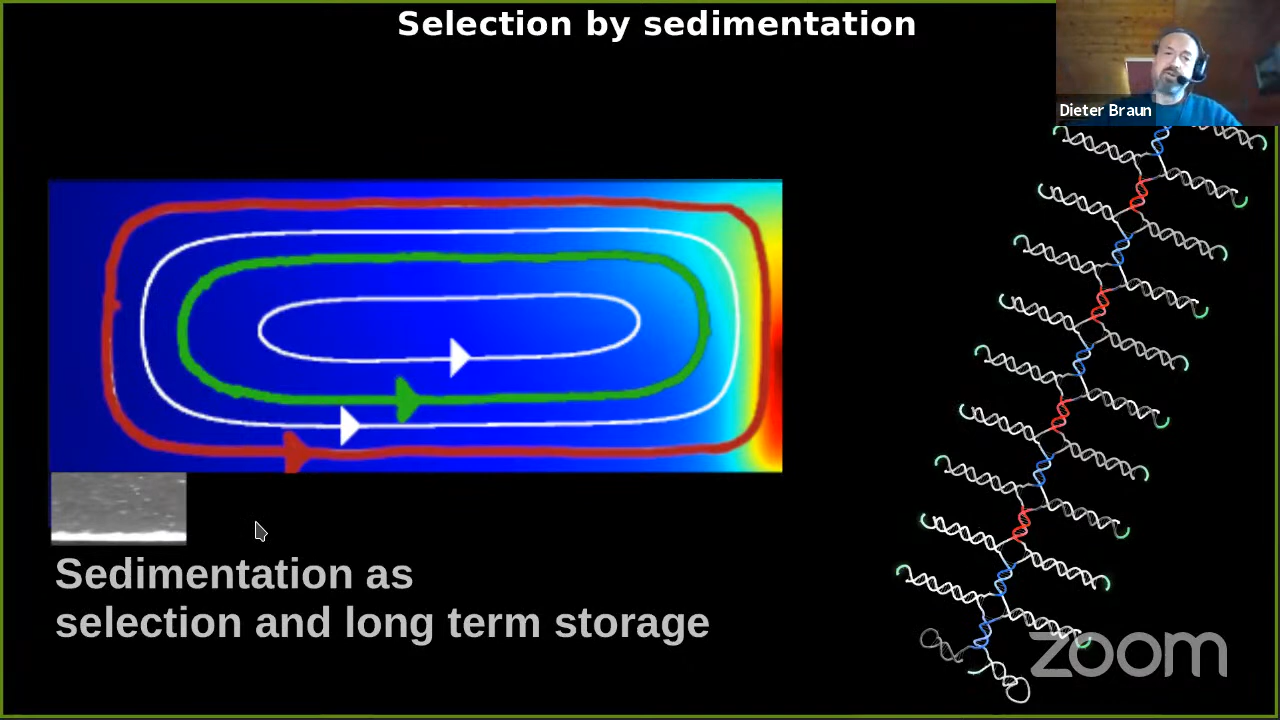 Selection by sedimentation
Dieter Braun
Sedimentation as
selection and long term storage
zoom